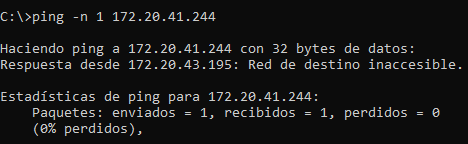 C:\>ping -n 1 172.20.41.244
Haciendo ping a 172.20.41.244 con 32 bytes de datos:
Respuesta desde 172.20.43.195: Red de destino inaccesible.
Estadísticas de ping para 172.20.41.244:
Paquetes: enviados = 1, recibidos = 1, perdidos = 0
(0% perdidos),